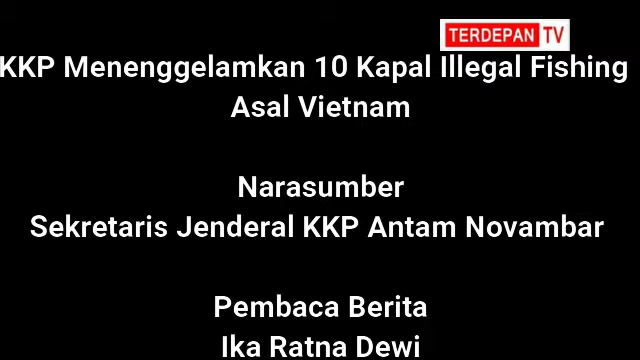 TERDEPAN TV
KKP Menenggelamkan 10 Kapal Illegal Fishing
Asal Vietnam
Narasumber
Sekretaris Jenderal KKP Antam Novambar
Pembaca Berita
Ika Ratna Dewi